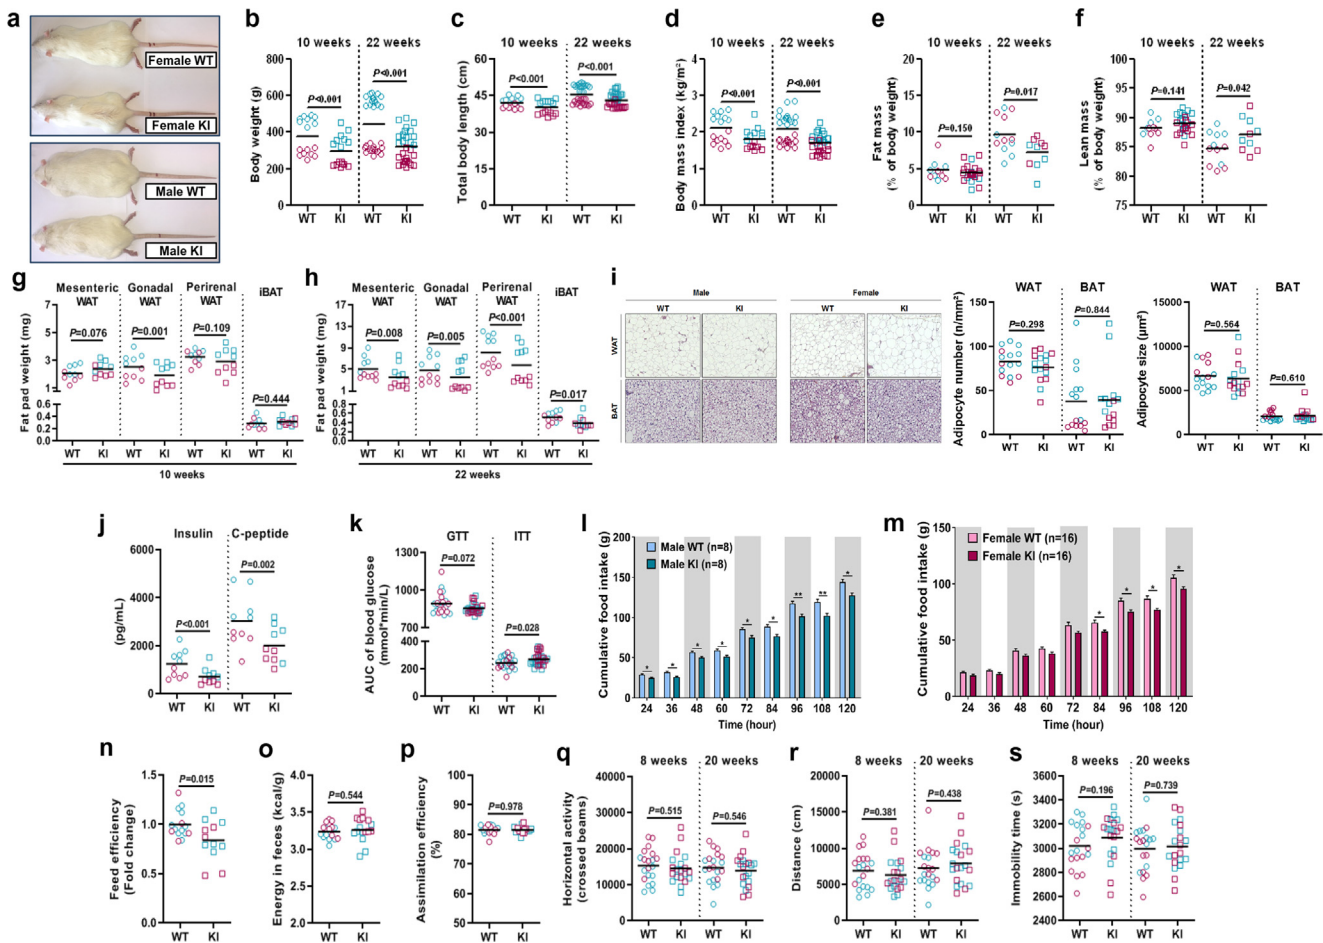 a
Female WT
Female KI
Male WT
Male KI
b
10 weeks
22 weeks
Body weight (g)
800
600
400
200
0
P<0.001
P<0.001
WT
KI
WT
KI
c
10 weeks
22 weeks
Total body length (cm)
60
45
30
15
0
P<0.001
P<0.001
WT
KI
WT
KI
d
10 weeks
22 weeks
Body mass index (kg/m²)
4
3
2
1
0
P<0.001
P<0.001
WT
KI
WT
KI
e
10 weeks
22 weeks
Fat mass
(% of body weight)
20
15
10
5
0
P=0.150
P=0.017
WT
KI
WT
KI
f
10 weeks
22 weeks
Lean mass
(% of body weight)
100
95
90
85
80
75
P=0.141
P=0.042
WT
KI
WT
KI
g
Mesenteric
WAT
Gonadal
WAT
Perirenal
WAT
iBAT
Fat pad weight (mg)
7
5
3
1
0.6
0.4
0.2
0.0
P=0.076
P=0.001
P=0.109
P=0.444
WT
KI
WT
KI
WT
KI
WT
KI
10 weeks
h
Mesenteric
WAT
Gonadal
WAT
Perirenal
WAT
iBAT
Fat pad weight (mg)
17
13
9
5
1
0.6
0.4
0.2
0.0
P=0.008
P=0.005
P<0.001
P=0.017
WT
KI
WT
KI
WT
KI
WT
KI
22 weeks
i
Male
Female
WT
KI
WT
KI
WAT
BAT
WAT
BAT
Adipocyte number (n/mm²)
150
100
50
0
P=0.298
P=0.844
WT
KI
WT
KI
WAT
BAT
Adipocyte size (µm²)
15000
10000
5000
0
P=0.564
P=0.610
WT
KI
WT
KI
j
Insulin
C-peptide
(pg/mL)
6000
4000
2000
0
P<0.001
P=0.002
WT
KI
WT
KI
k
GTT
ITT
AUC of blood glucose
(mmol*min/L)
1300
1100
900
700
400
200
0
P=0.072
P=0.028
WT
KI
WT
KI
l
Cumulative food intake (g)
200
150
100
50
0
Male WT (n=8)
Male KI (n=8)
*
*
*
*
*
*
**
**
*
24
36
48
60
72
84
96
108
120
Time (hour)
m
Cumulative food intake (g)
150
100
50
0
Female WT (n=16)
Female KI (n=16)
*
*
*
*
24
36
48
60
72
84
96
108
120
Time (hour)
n
Feed efficiency
(Fold change)
1.5
1.0
0.5
0.0
P=0.015
WT
KI
o
Energy in feces (kcal/g)
4.0
3.5
3.0
2.5
2.0
P=0.544
WT
KI
p
Assimilation efficiency
(%)
100
90
80
70
60
50
P=0.978
WT
KI
q
8 weeks
20 weeks
Horizontal activity
(crossed beams)
40000
30000
20000
10000
0
P=0.515
P=0.546
WT
KI
WT
KI
r
8 weeks
20 weeks
Distance (cm)
20000
15000
10000
5000
0
P=0.381
P=0.438
WT
KI
WT
KI
s
8 weeks
20 weeks
Immobility time (s)
3600
3400
3200
3000
2800
2600
2400
P=0.196
P=0.739
WT
KI
WT
KI